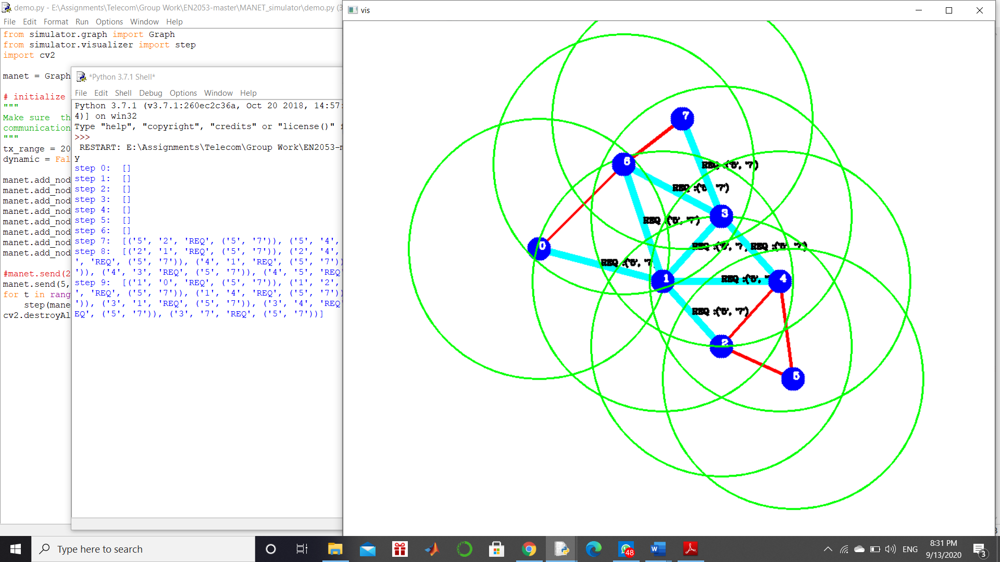 demo.py - E:\Assignments\Telecom\Group Work\EN2053-master\MANET_simulator\demo.py (3
File Edit Format Run Options Window Help
from simulator.graph import Graph
from simulator.visualizer import step
import cv2
manet = Graph
# initialize
"""
Make sure th
communication
"""
tx_range = 20
dynamic = Fal
manet.add_nod
manet.add_nod
manet.add_nod
manet.add_nod
manet.add_nod
manet.add_nod
manet.add_nod
manet.add_nod
#manet.send(2
manet.send(5,
for t in rang
step(mane
cv2.destroyAl
*Python 3.7.1 Shell*
File Edit Shell Debug Options Window Help
Python 3.7.1 (v3.7.1:260ec2c36a, Oct 20 2018, 14:57:
4)] on win32
Type "help", "copyright", "credits" or "license()" f
>>>
RESTART: E:\Assignments\Telecom\Group Work\EN2053-m
y
step 0: []
step 1: []
step 2: []
step 3: []
step 4: []
step 5: []
step 6: []
step 7: [('5', '2', 'REQ', ('5', '7')), ('5', '4',
step 8: [('2', '1', 'REQ', ('5', '7')), ('2', '4',
', 'REQ', ('5', '7')), ('4', '1', 'REQ', ('5', '7')
')), ('4', '3', 'REQ', ('5', '7')), ('4', '5', 'REQ'
step 9: [('1', '0', 'REQ', ('5', '7')), ('1', '2',
', 'REQ', ('5', '7')), ('1', '4', 'REQ', ('5', '7')
')), ('3', '1', 'REQ', ('5', '7')), ('3', '4', 'REQ'
EQ', ('5', '7')), ('3', '7', 'REQ', ('5', '7'))]
vis
7
6
REQ :('5', '7')
REQ :('5', '7')
3
REQ :('5', '7')
0
REQ :('5', '7
REQ :('5', '7')
REQ :('5', '7
1
REQ :('5', '7
4
REQ :('5', '7')
2
5
Type here to search
48
ENG
8:31 PM
9/13/2020
3